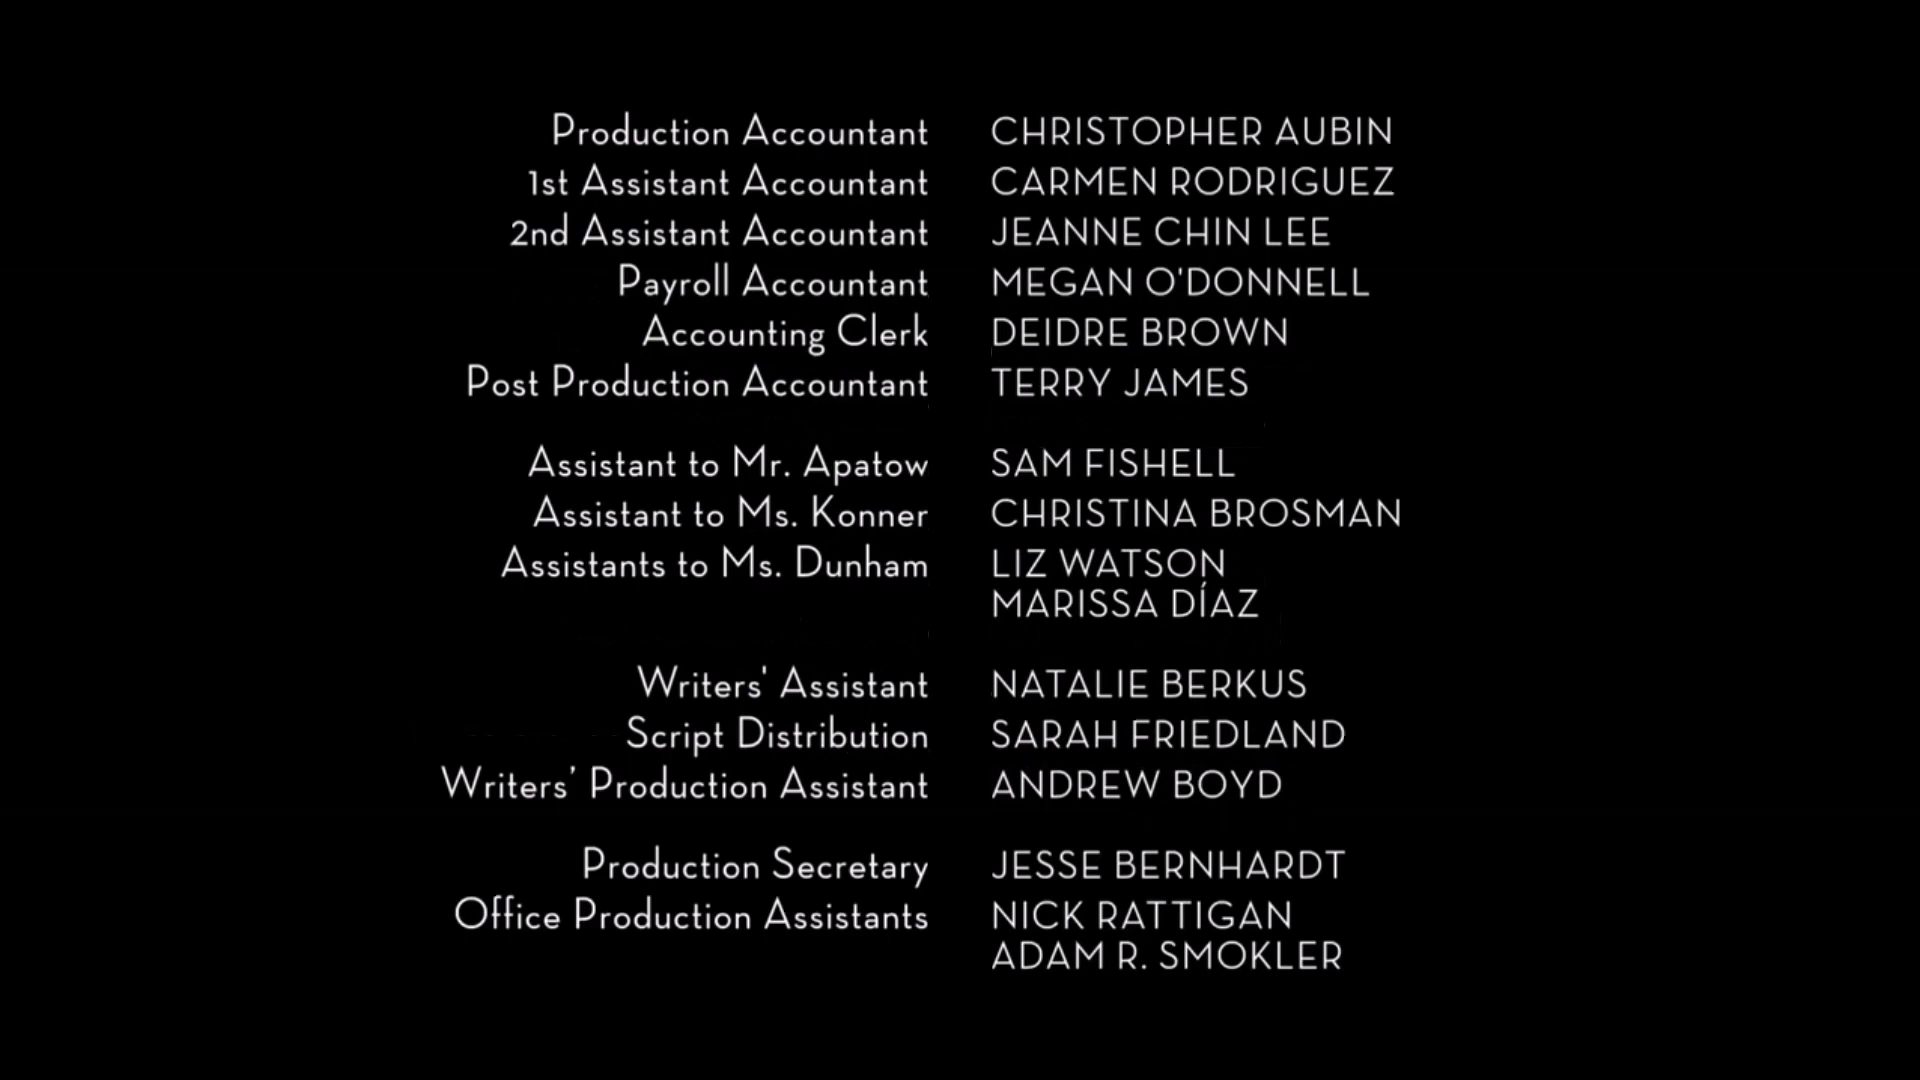 Production Accountant CHRISTOPHER AUBIN
1st Assistant Accountant CARMEN RODRIGUEZ
2nd Assistant Accountant JEANNE CHIN LEE
Payroll Accountant MEGAN O'DONNELL
Accounting Clerk DEIDRE BROWN
Post Production Accountant TERRY JAMES
Assistant to Mr. Apatow SAM FISHELL
Assistant to Ms. Konner CHRISTINA BROSMAN
Assistants to Ms. Dunham LIZ WATSON
MARISSA DÍAZ
Writers' Assistant NATALIE BERKUS
Script Distribution SARAH FRIEDLAND
Writers’ Production Assistant ANDREW BOYD
Production Secretary JESSE BERNHARDT
Office Production Assistants NICK RATTIGAN
ADAM R. SMOKLER